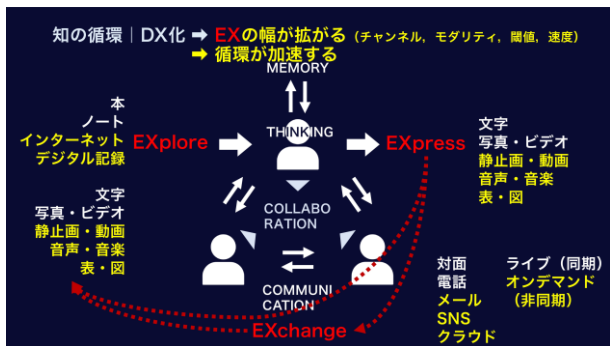 知の循環｜DX化 ➡ EXの幅が拡がる（チャンネル，モダリティ，閾値，速度）
➡ 循環が加速する
MEMORY
本
ノート
インターネット
デジタル記録
EXplore
THINKING
EXpress
文字
写真・ビデオ
静止画・動画
音声・音楽
表・図
文字
写真・ビデオ
静止画・動画
音声・音楽
表・図
COLLABO
RATION
COMMUNI
CATION
EXchange
対面
電話
メール
SNS
クラウド
ライブ（同期）
オンデマンド
（非同期）